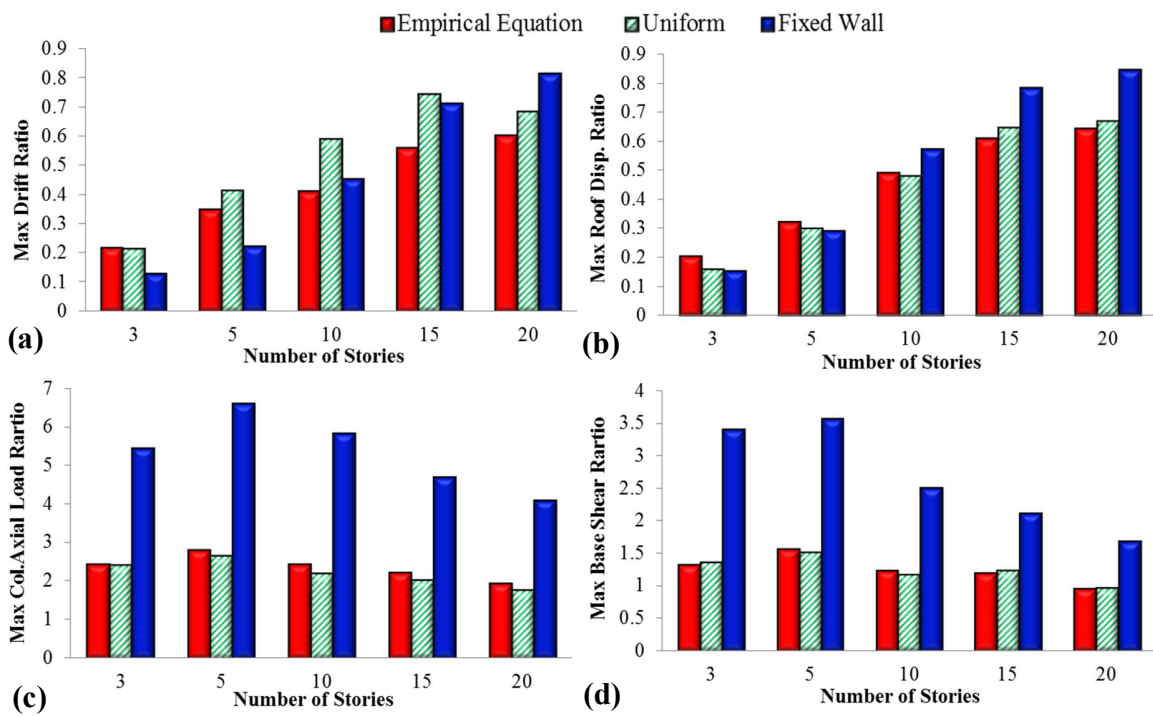 Empirical Equation Uniform Fixed Wall
Max Drift Ratio
0.9
0.8
0.7
0.6
0.5
0.4
0.3
0.2
0.1
0
3 5 10 15 20
Number of Stories
(a)
Max Roof Disp. Ratio
0.9
0.8
0.7
0.6
0.5
0.4
0.3
0.2
0.1
0
3 5 10 15 20
Number of Stories
(b)
Max Col.Axial Load Rartio
7
6
5
4
3
2
1
0
3 5 10 15 20
Number of Stories
(c)
Max Base Shear Rartio
4
3.5
3
2.5
2
1.5
1
0.5
0
3 5 10 15 20
Number of Stories
(d)